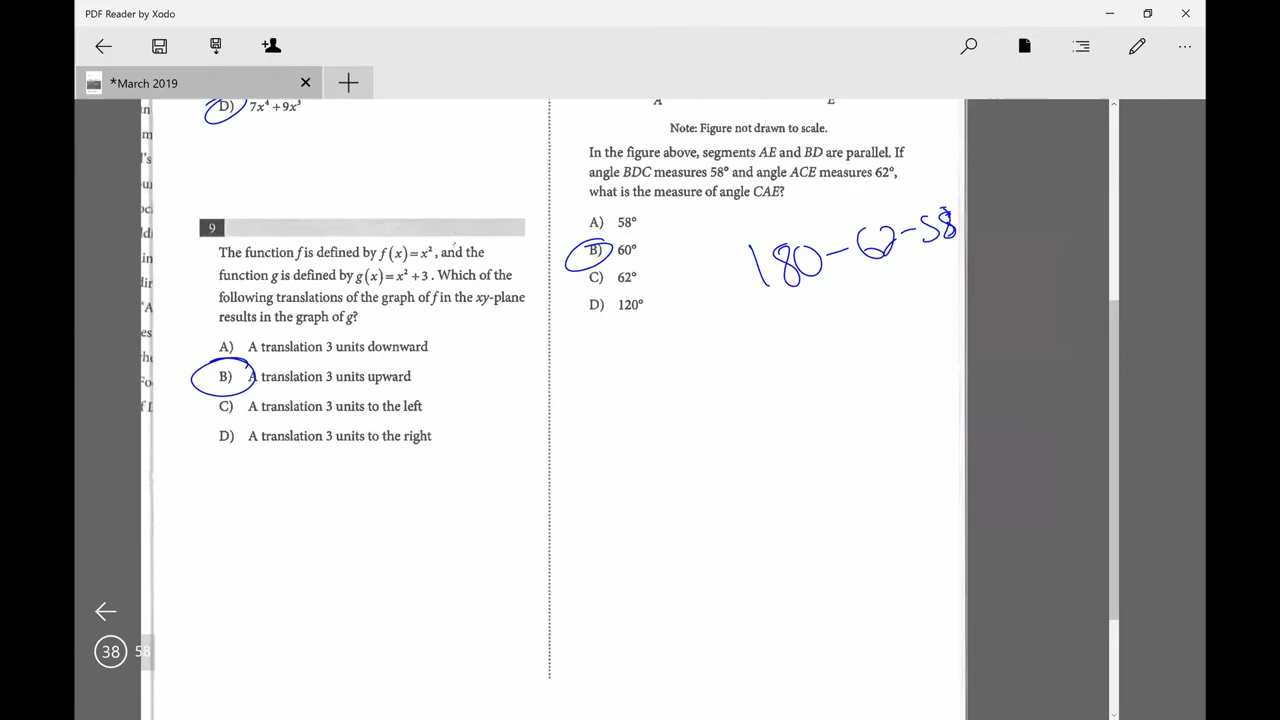 PDF Reader by Xodo
*March 2019
D) 7x⁴ + 9x³
9
The function f is defined by f(x) = x², and the
function g is defined by g(x) = x² + 3. Which of the
following translations of the graph of f in the xy-plane
results in the graph of g?
A) A translation 3 units downward
B) A translation 3 units upward
C) A translation 3 units to the left
D) A translation 3 units to the right
A E
Note: Figure not drawn to scale.
In the figure above, segments AE and BD are parallel. If
angle BDC measures 58° and angle ACE measures 62°,
what is the measure of angle CAE?
A) 58°
B) 60°
C) 62°
D) 120°
180-62-58
38 58